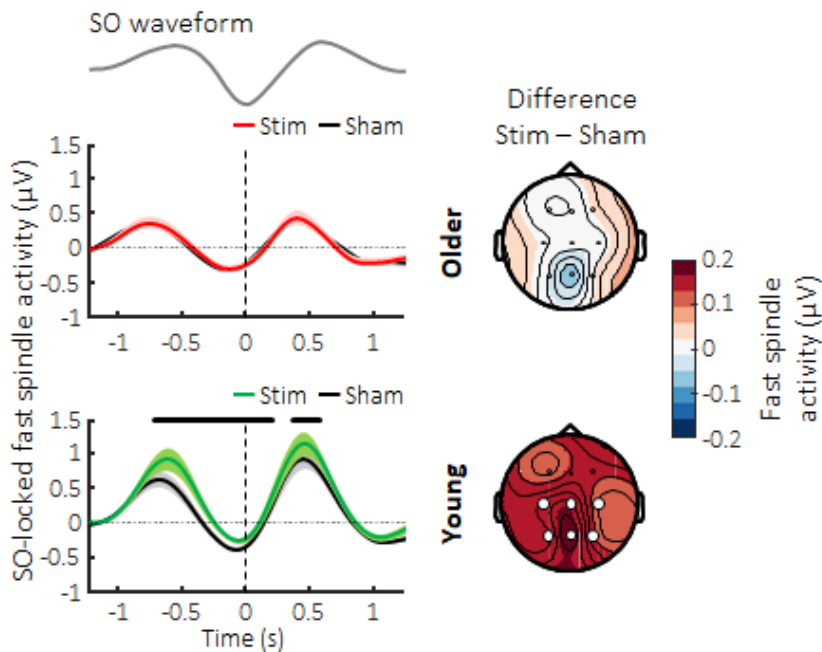 SO waveform
Difference
Stim – Sham
SO-locked fast spindle activity (µV)
Stim Sham
1.5
1
0.5
0
-0.5
-1
-1 -0.5 0 0.5 1
Older
Stim Sham
1.5
1
0.5
0
-0.5
-1
-1 -0.5 0 0.5 1
Time (s)
Young
0.2
0.1
0
-0.1
-0.2
Fast spindle
activity (µV)